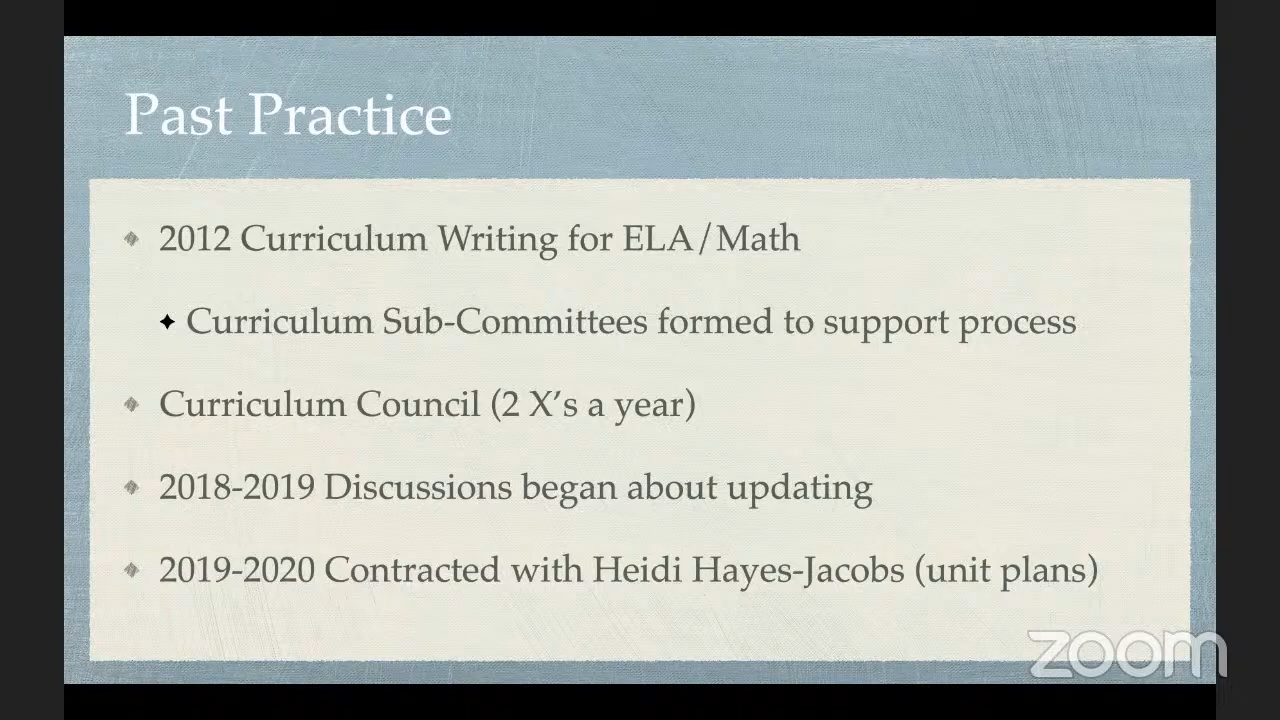 Past Practice
2012 Curriculum Writing for ELA/Math
Curriculum Sub-Committees formed to support process
Curriculum Council (2 X’s a year)
2018-2019 Discussions began about updating
2019-2020 Contracted with Heidi Hayes-Jacobs (unit plans)
zoom